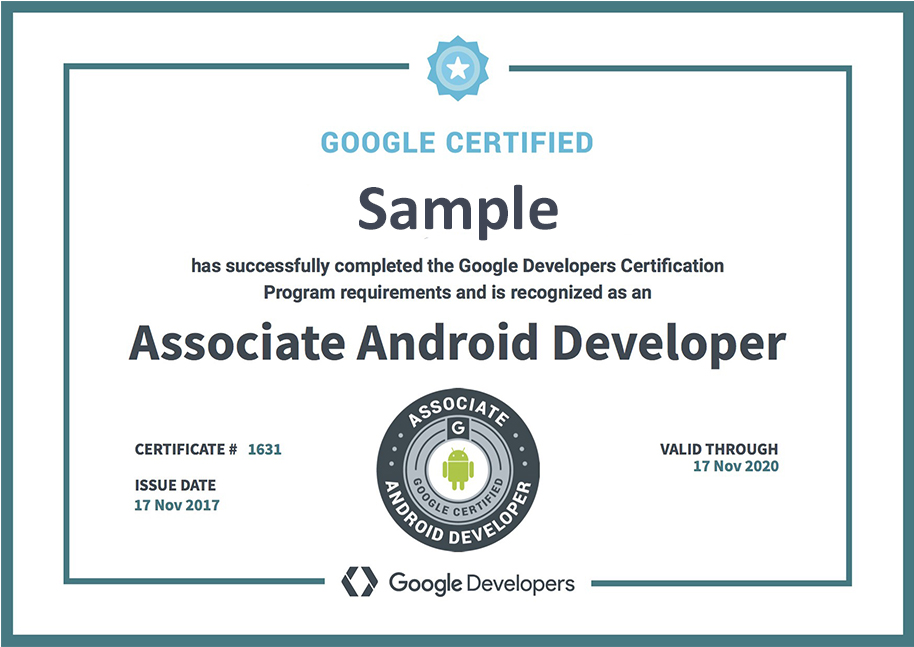 GOOGLE CERTIFIED
Sample
has successfully completed the Google Developers Certification
Program requirements and is recognized as an
Associate Android Developer
CERTIFICATE # 1631
ISSUE DATE
17 Nov 2017
ASSOCIATE
G
GOOGLE CERTIFIED
ANDROID DEVELOPER
VALID THROUGH
17 Nov 2020
Google Developers